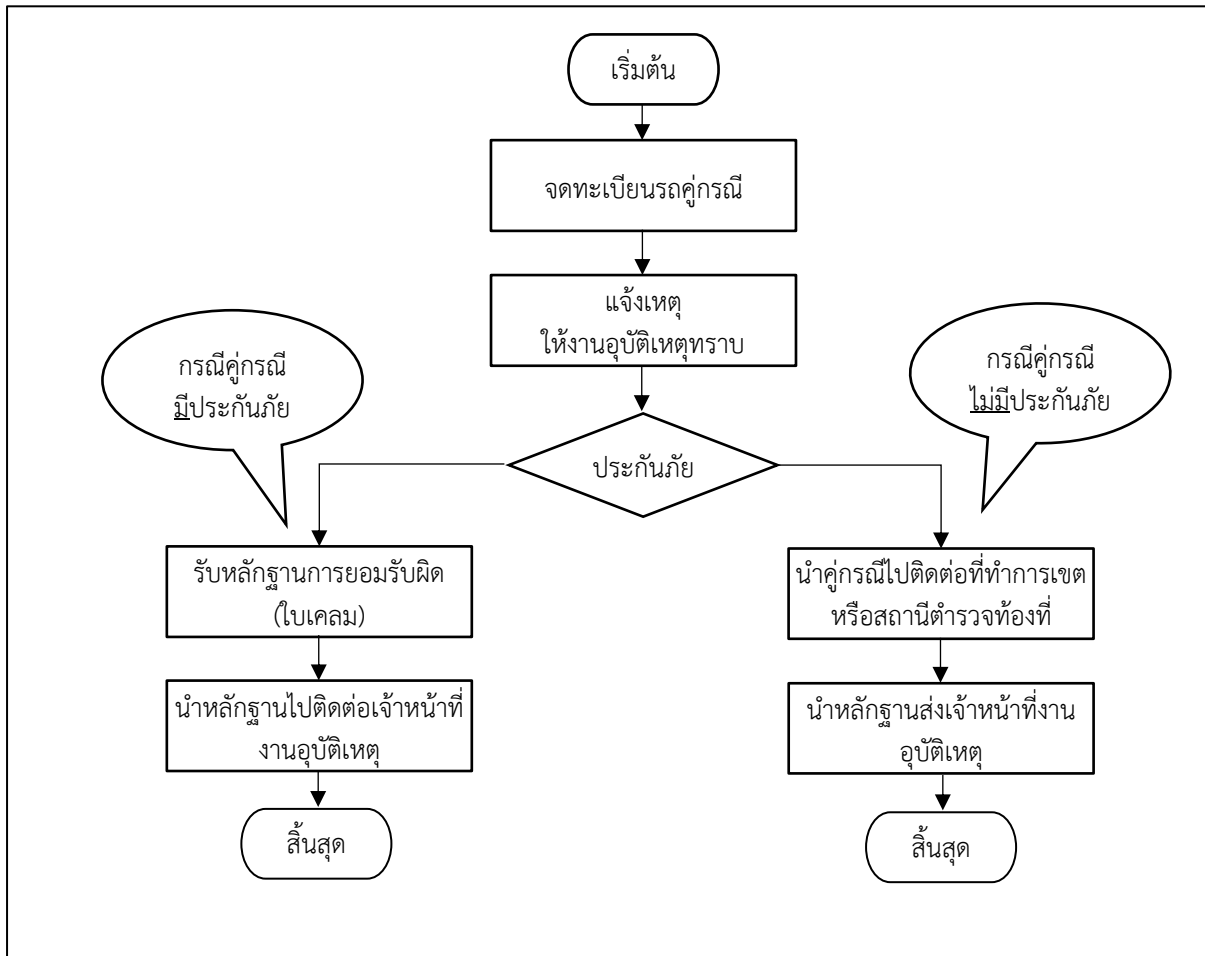 เริ่มต้น
จดทะเบียนรถคู่กรณี
แจ้งเหตุ
ให้งานอุบัติเหตุทราบ
กรณีคู่กรณี
มีประกันภัย
กรณีคู่กรณี
ไม่มีประกันภัย
ประกันภัย
รับหลักฐานการยอมรับผิด
(ใบเคลม)
นำคู่กรณีไปติดต่อที่ทำการเขต
หรือสถานีตำรวจท้องที่
นำหลักฐานไปติดต่อเจ้าหน้าที่
งานอุบัติเหตุ
นำหลักฐานส่งเจ้าหน้าที่งาน
อุบัติเหตุ
สิ้นสุด
สิ้นสุด